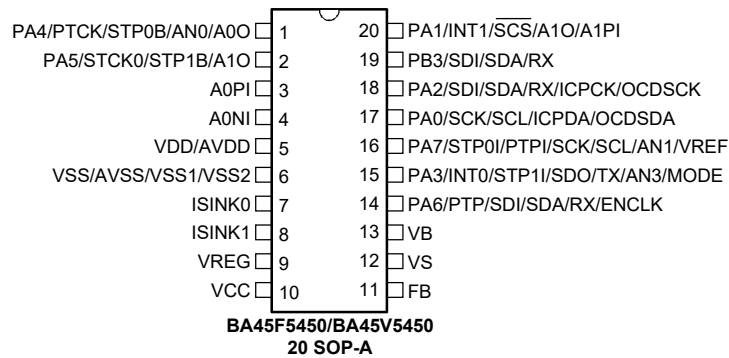 PA4/PTCK/STP0B/AN0/A0O 1 20 PA1/INT1/SCS/A1O/A1PI
PA5/STCK0/STP1B/A1O 2 19 PB3/SDI/SDA/RX
A0PI 3 18 PA2/SDI/SDA/RX/ICPCK/OCDSCK
A0NI 4 17 PA0/SCK/SCL/ICPDA/OCDSDA
VDD/AVDD 5 16 PA7/STP0I/PTPI/SCK/SCL/AN1/VREF
VSS/AVSS/VSS1/VSS2 6 15 PA3/INT0/STP1I/SDO/TX/AN3/MODE
ISINK0 7 14 PA6/PTP/SDI/SDA/RX/ENCLK
ISINK1 8 13 VB
VREG 9 12 VS
VCC 10 11 FB
BA45F5450/BA45V5450
20 SOP-A